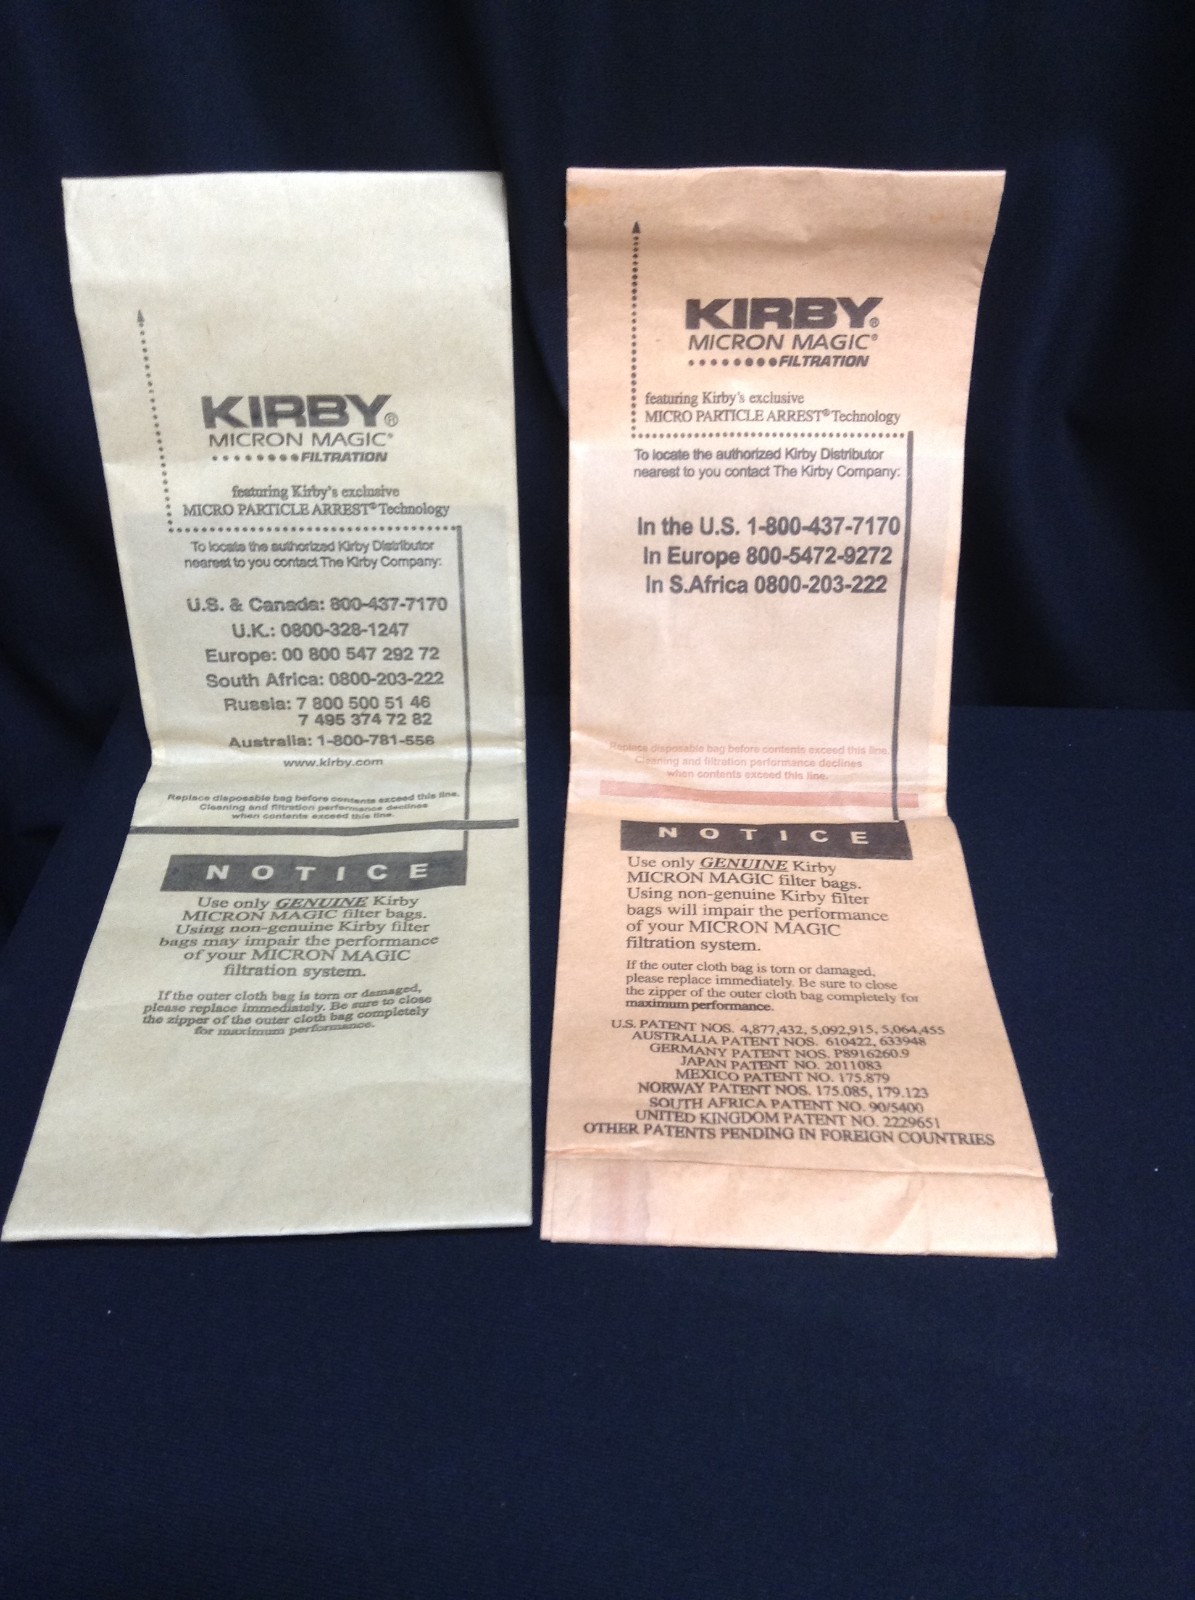 KIRBY®
MICRON MAGIC®
FILTRATION
featuring Kirby's exclusive
MICRO PARTICLE ARREST® Technology
To locate the authorized Kirby Distributor
nearest to you contact The Kirby Company:
U.S. & Canada: 800-437-7170
U.K.: 0800-328-1247
Europe: 00 800 547 292 72
South Africa: 0800-203-222
Russia: 7 800 500 51 46
7 495 374 72 82
Australia: 1-800-781-556
www.kirby.com
Replace disposable bag before contents exceed this line.
Cleaning and filtration performance declines
when contents exceed this line.
NOTICE
Use only GENUINE Kirby
MICRON MAGIC filter bags.
Using non-genuine Kirby filter
bags may impair the performance
of your MICRON MAGIC
filtration system.
If the outer cloth bag is torn or damaged,
please replace immediately. Be sure to close
the zipper of the outer cloth bag completely
for maximum performance.
KIRBY®
MICRON MAGIC®
FILTRATION
featuring Kirby's exclusive
MICRO PARTICLE ARREST® Technology
To locate the authorized Kirby Distributor
nearest to you contact The Kirby Company:
In the U.S. 1-800-437-7170
In Europe 800-5472-9272
In S.Africa 0800-203-222
Replace disposable bag before contents exceed this line.
Cleaning and filtration performance declines
when contents exceed this line.
NOTICE
Use only GENUINE Kirby
MICRON MAGIC filter bags.
Using non-genuine Kirby filter
bags will impair the performance
of your MICRON MAGIC
filtration system.
If the outer cloth bag is torn or damaged,
please replace immediately. Be sure to close
the zipper of the outer cloth bag completely for
maximum performance.
U.S. PATENT NOS. 4,877,432, 5,092,915, 5,064,455
AUSTRALIA PATENT NOS. 610422, 633948
GERMANY PATENT NOS. P8916260.9
JAPAN PATENT NO. 2011083
MEXICO PATENT NO. 175.879
NORWAY PATENT NOS. 175.085, 179.123
SOUTH AFRICA PATENT NO. 90/5400
UNITED KINGDOM PATENT NO. 2229651
OTHER PATENTS PENDING IN FOREIGN COUNTRIES